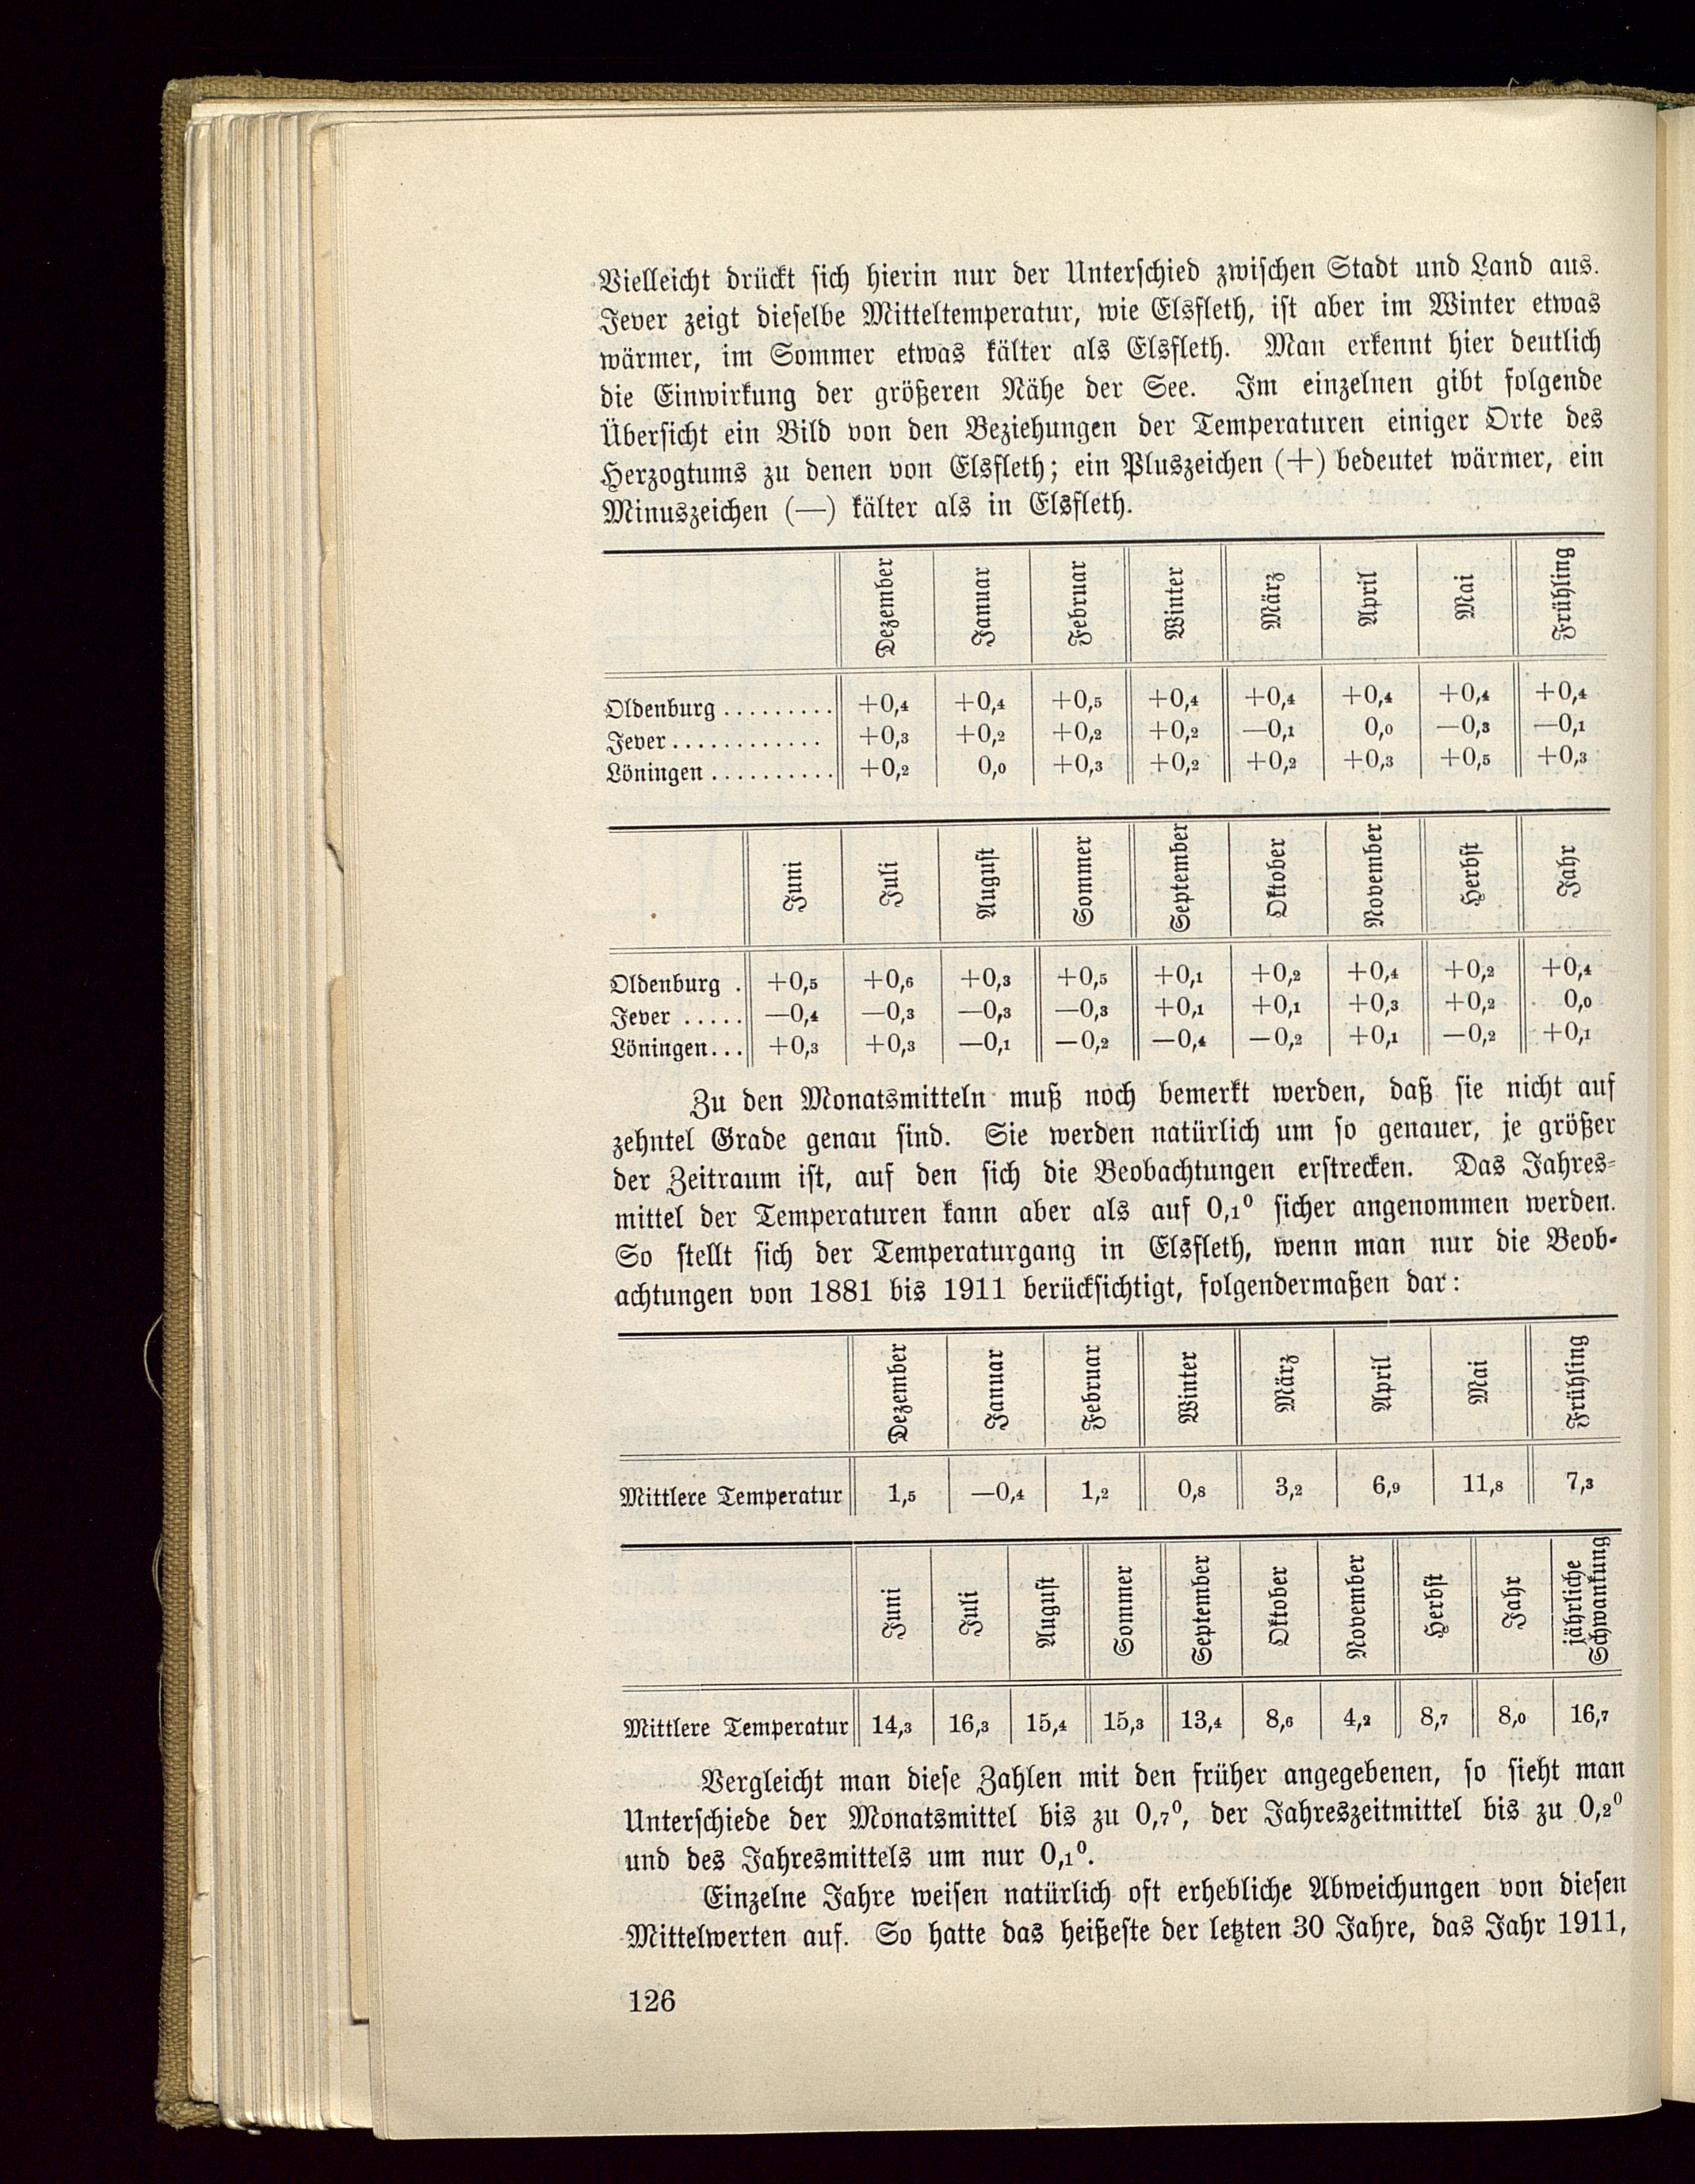 Vielleicht drückt sich hierin nur der Unterschied zwischen Stadt und Land aus.
Jever zeigt dieselbe Mitteltemperatur, wie Elsfleth, ist aber im Winter etwas
wärmer, im Sommer etwas kälter als Elsfleth. Man erkennt hier deutlich
die Einwirkung der größeren Nähe der See. Im einzelnen gibt folgende
Übersicht ein Bild von den Beziehungen der Temperaturen einiger Orte des
Herzogtums zu denen von Elsfleth; ein Pluszeichen (+) bedeutet wärmer, ein
Minuszeichen (—) kälter als in Elsfleth.
Dezember Januar Februar Winter März April Mai Frühling
Oldenburg ......... +0,4 +0,4 +0,5 +0,4 +0,4 +0,4 +0,4 +0,4
Jever............ +0,3 +0,2 +0,2 +0,2 —0,1 0,0 —0,3 —0,1
Löningen .......... +0,2 0,0 +0,3 +0,2 +0,2 +0,3 +0,5 +0,3
Juni Juli August Sommer September Oktober November Herbst Jahr
Oldenburg . +0,5 +0,6 +0,3 +0,5 +0,1 +0,2 +0,4 +0,2 +0,4
Jever ..... —0,4 —0,3 —0,3 —0,3 +0,1 +0,1 +0,3 +0,2 0,0
Löningen... +0,3 +0,3 —0,1 —0,2 —0,4 —0,2 +0,1 —0,2 +0,1
Zu den Monatsmitteln muß noch bemerkt werden, daß sie nicht auf
zehntel Grade genau sind. Sie werden natürlich um so genauer, je größer
der Zeitraum ist, auf den sich die Beobachtungen erstrecken. Das Jahres-
mittel der Temperaturen kann aber als auf 0,1⁰ sicher angenommen werden.
So stellt sich der Temperaturgang in Elsfleth, wenn man nur die Beob-
achtungen von 1881 bis 1911 berücksichtigt, folgendermaßen dar:
Dezember Januar Februar Winter März April Mai Frühling
Mittlere Temperatur 1,5 —0,4 1,2 0,8 3,2 6,9 11,8 7,3
Juni Juli August Sommer September Oktober November Herbst Jahr jährliche Schwankung
Mittlere Temperatur 14,3 16,3 15,4 15,3 13,4 8,6 4,2 8,7 8,0 16,7
Vergleicht man diese Zahlen mit den früher angegebenen, so sieht man
Unterschiede der Monatsmittel bis zu 0,7⁰, der Jahreszeitmittel bis zu 0,2⁰
und des Jahresmittels um nur 0,1⁰.
Einzelne Jahre weisen natürlich oft erhebliche Abweichungen von diesen
Mittelwerten auf. So hatte das heißeste der letzten 30 Jahre, das Jahr 1911,
126